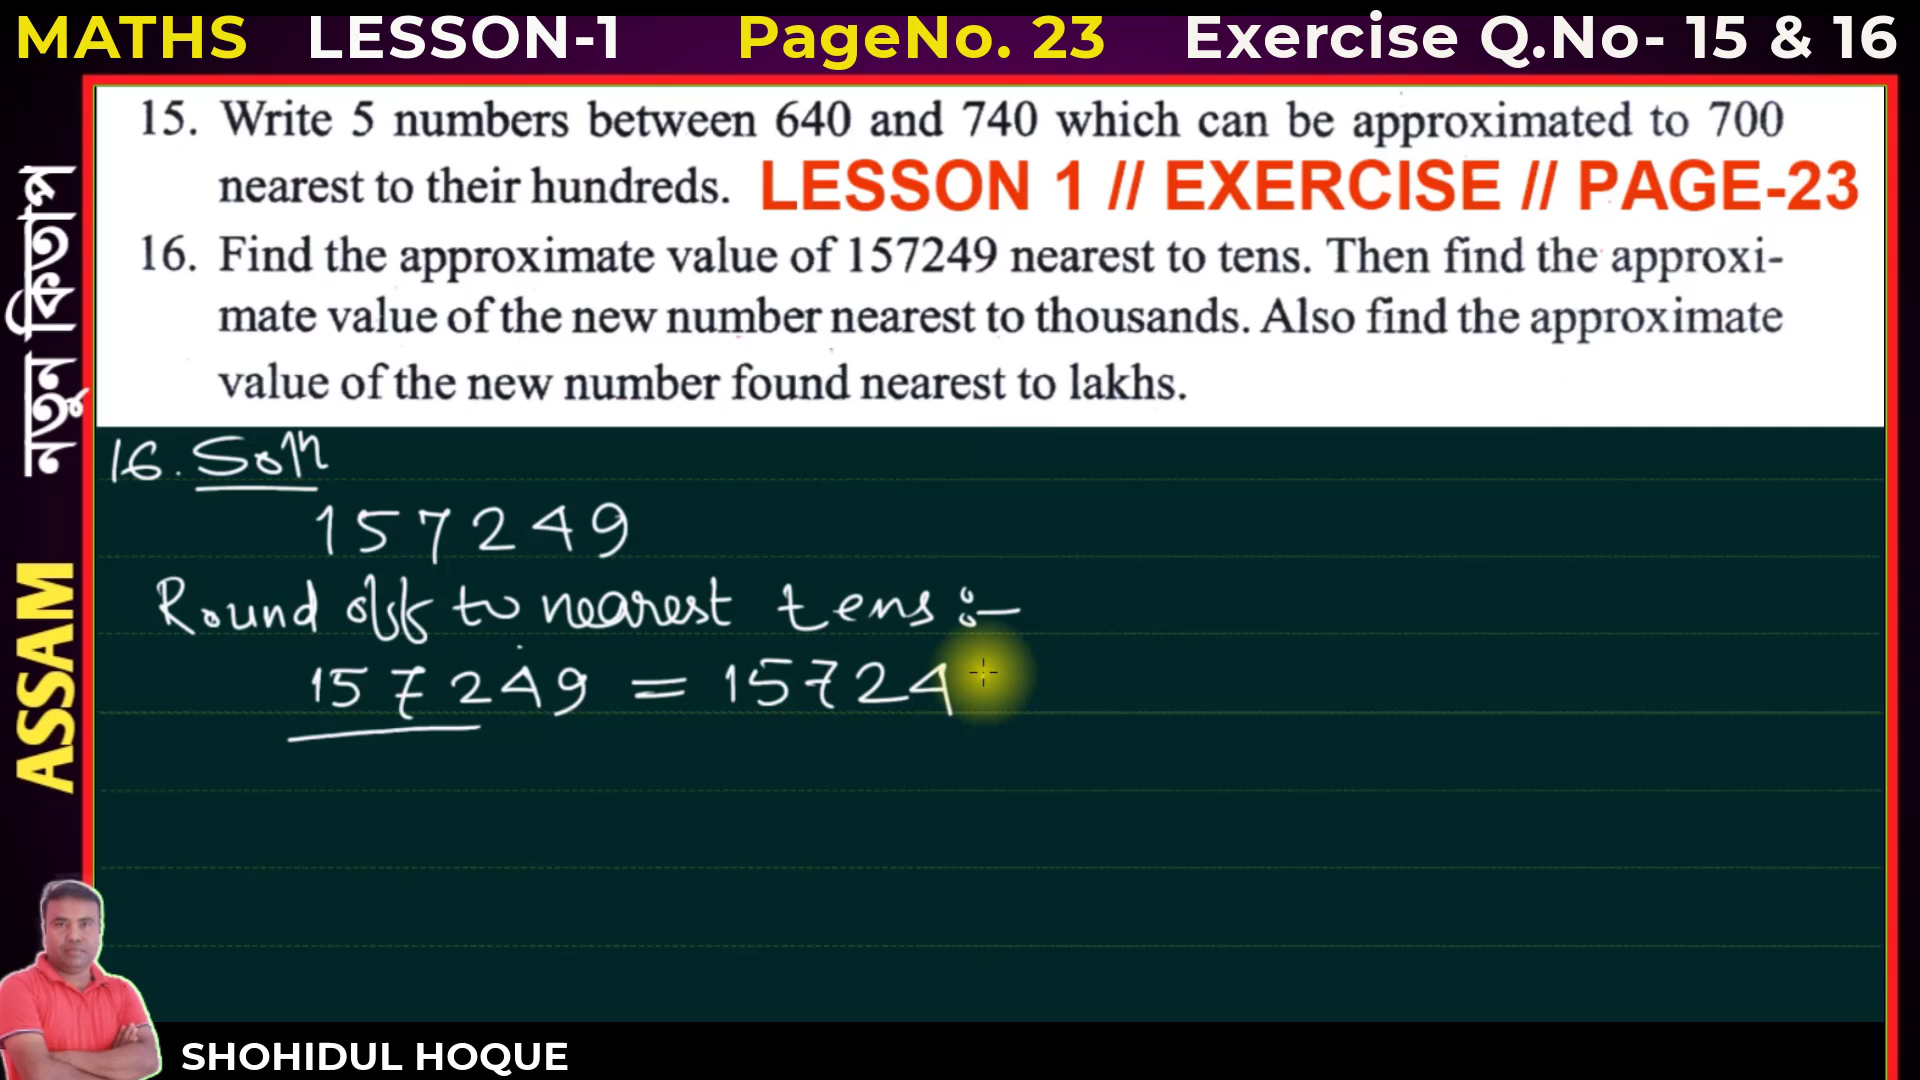 MATHS LESSON-1 PageNo. 23 Exercise Q.No- 15 & 16
15. Write 5 numbers between 640 and 740 which can be approximated to 700
nearest to their hundreds. LESSON 1 // EXERCISE // PAGE-23
16. Find the approximate value of 157249 nearest to tens. Then find the approxi-
mate value of the new number nearest to thousands. Also find the approximate
value of the new number found nearest to lakhs.
নতুন কিতাপ
ASSAM
16. Soln
157249
Round off to nearest tens :-
157249 = 15724
SHOHIDUL HOQUE